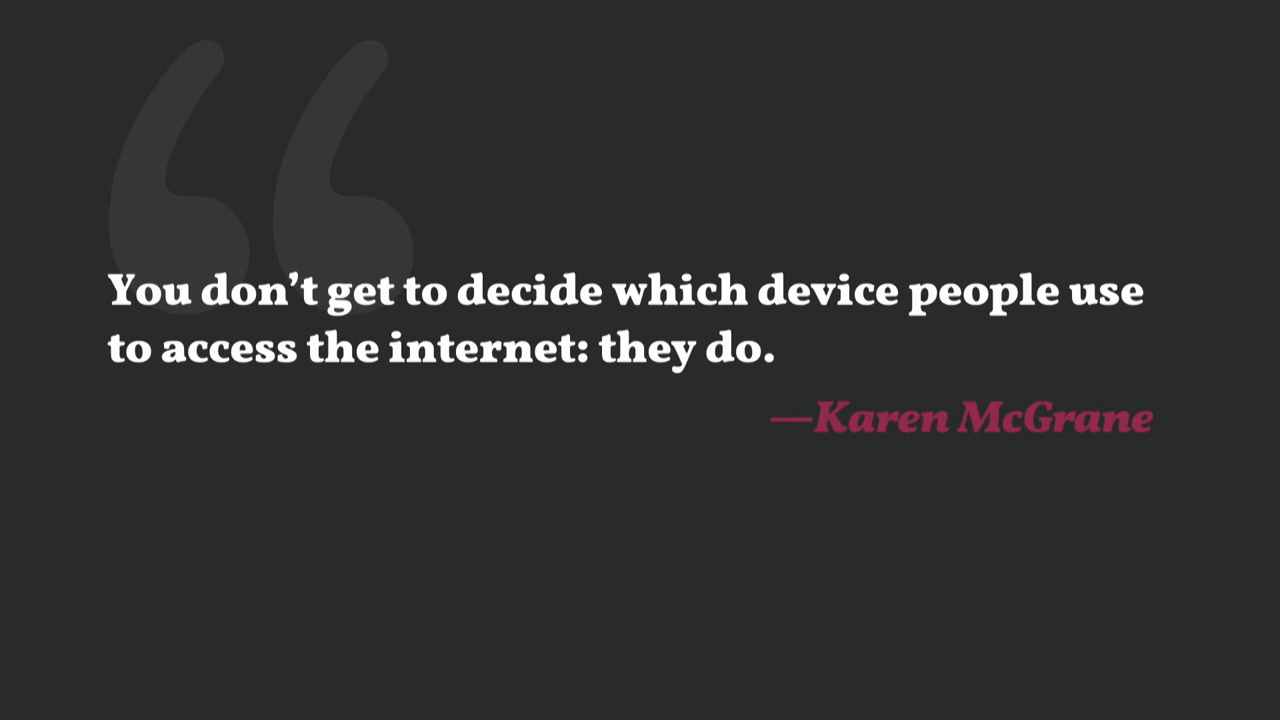 You don’t get to decide which device people use
to access the internet: they do.
—Karen McGrane